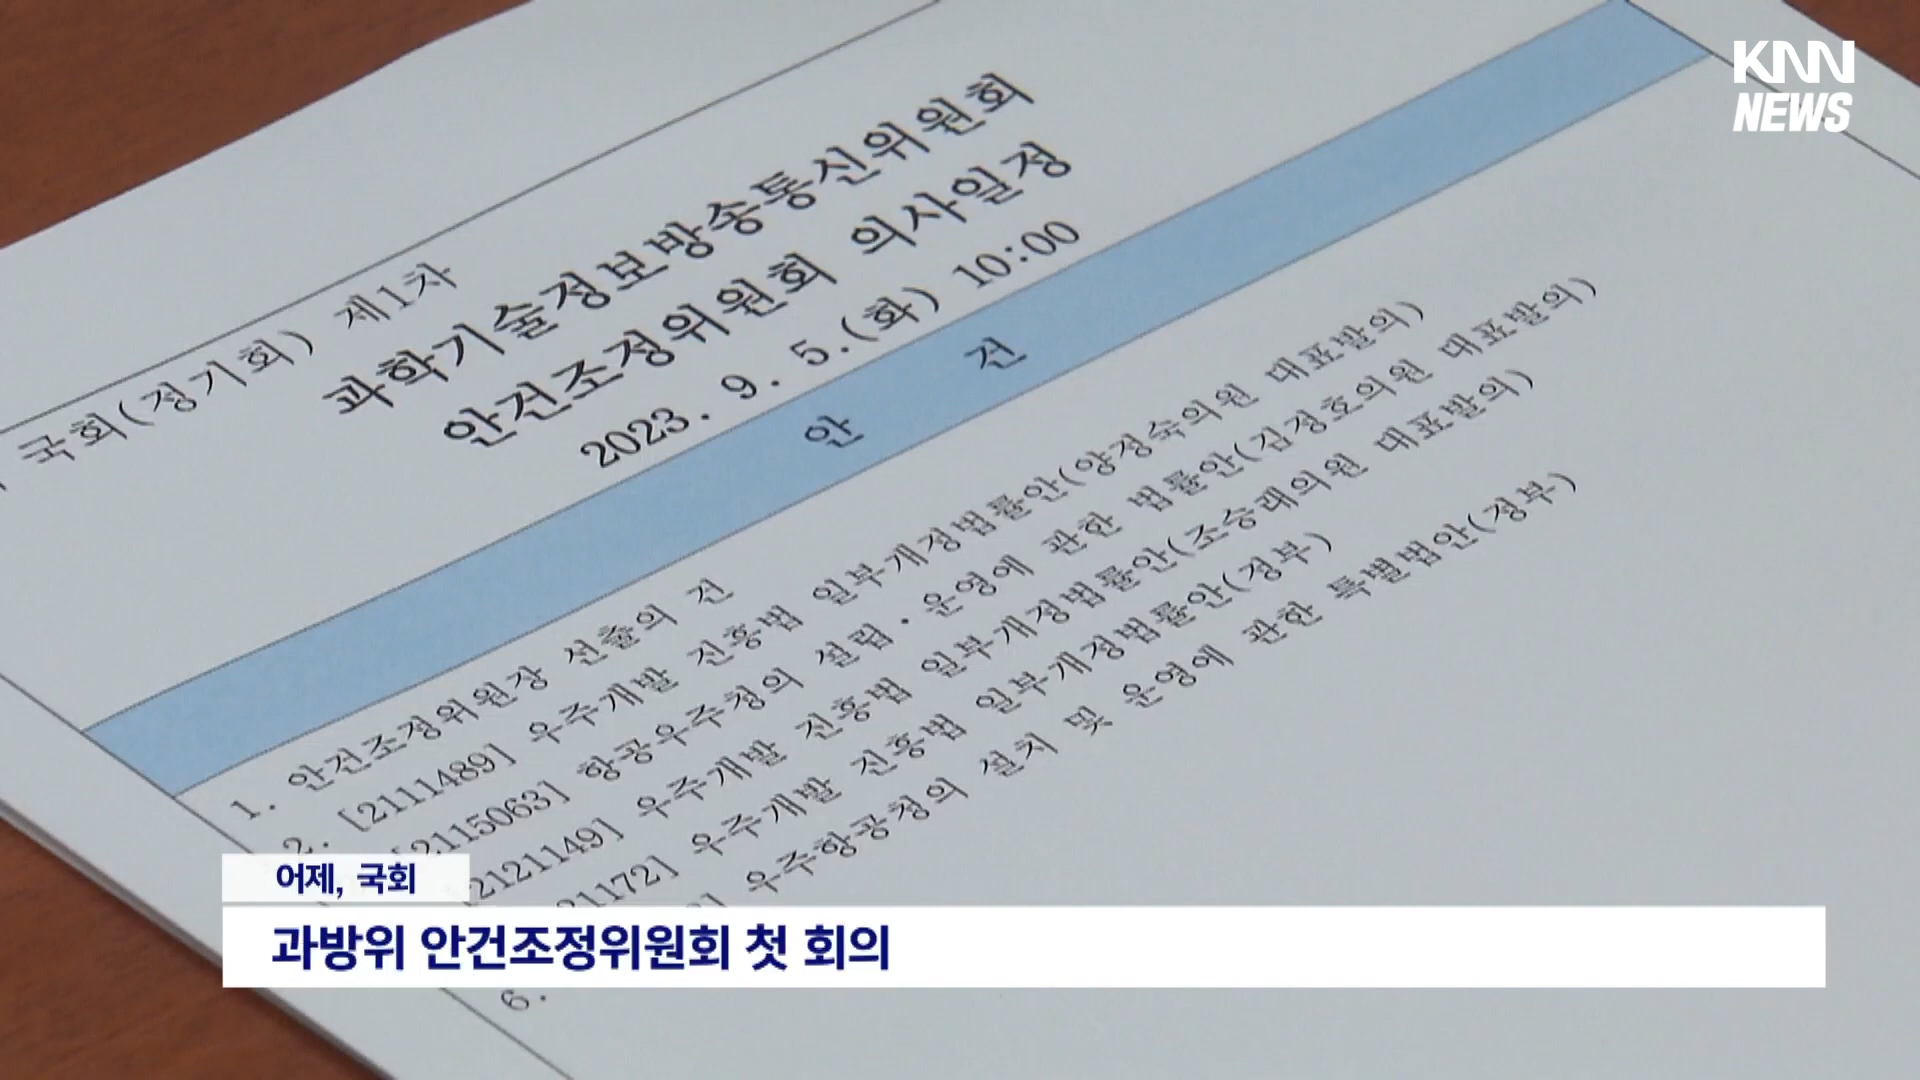 KNN
NEWS
국회(정기회) 제1차
과학기술정보방송통신위원회
안건조정위원회 의사일정
2023. 9. 5.(화) 10:00
안 건
1. 안건조정위원장 선출의 건
2. [2111489] 우주개발 진흥법 일부개정법률안(양정숙의원 대표발의)
[2115063] 항공우주청의 설립·운영에 관한 법률안(김정호의원 대표발의)
[2121149] 우주개발 진흥법 일부개정법률안(조승래의원 대표발의)
21172] 우주개발 진흥법 일부개정법률안(정부)
] 우주항공청의 설치 및 운영에 관한 특별법안(정부)
6.
어제, 국회
과방위 안건조정위원회 첫 회의